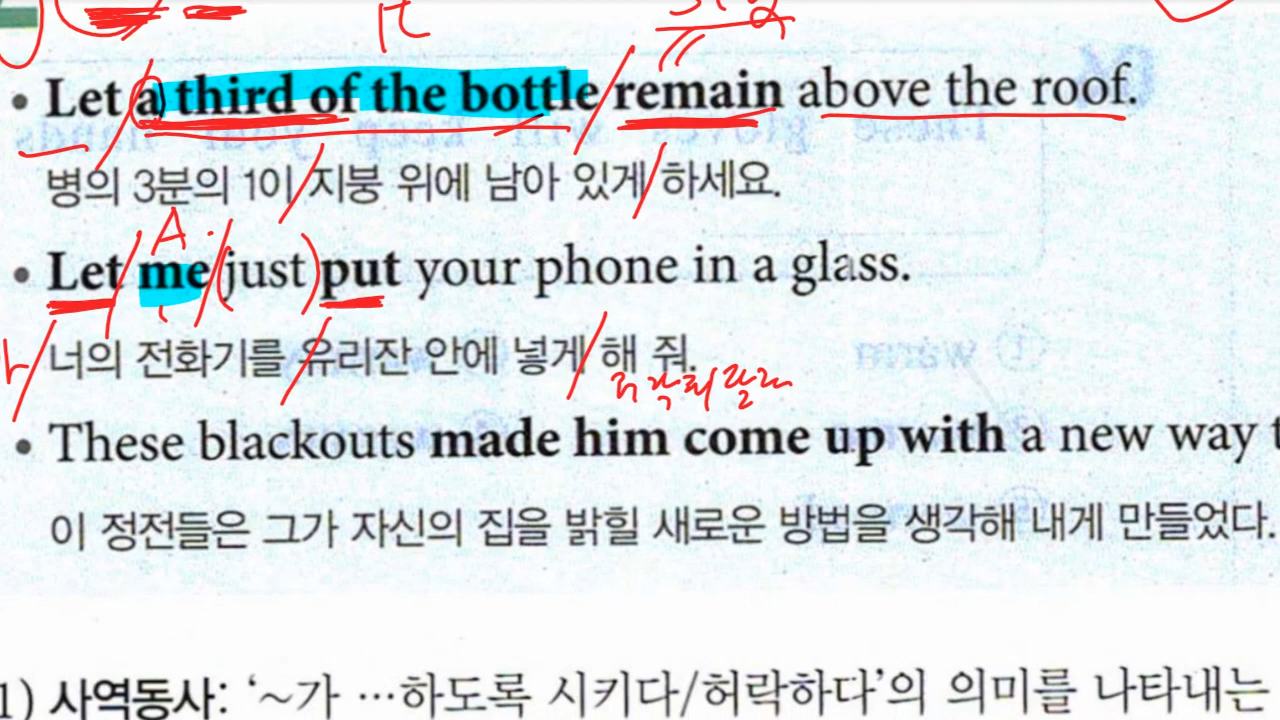 • Let a third of the bottle remain above the roof.
병의 3분의 1이 지붕 위에 남아 있게 하세요.
A
• Let me just put your phone in a glass.
너의 전화기를 유리잔 안에 넣게 해 줘.
• These blackouts made him come up with a new way
이 정전들은 그가 자신의 집을 밝힐 새로운 방법을 생각해 내게 만들었다.
1) 사역동사: ‘~가 …하도록 시키다/허락하다’의 의미를 나타내는